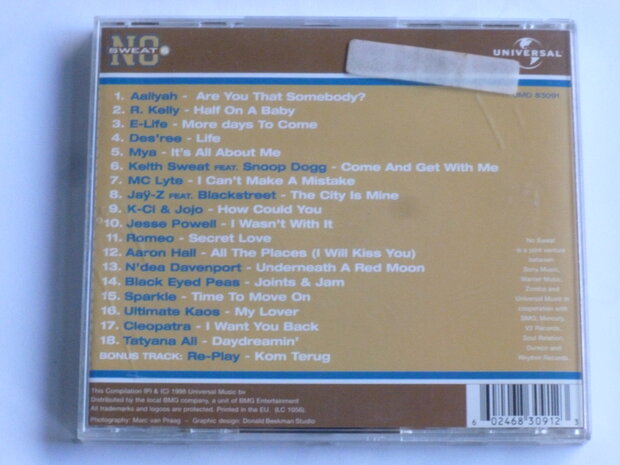 NO
SWEAT 6
UNIVERSAL
1. Aaliyah - Are You That Somebody?
2. R. Kelly - Half On A Baby
3. E-Life - More days To Come
4. Des'ree - Life
5. Mya - It's All About Me
6. Keith Sweat FEAT. Snoop Dogg - Come And Get With Me
7. MC Lyte - I Can't Make A Mistake
8. Jaÿ-Z FEAT. Blackstreet - The City Is Mine
9. K-Ci & Jojo - How Could You
10. Jesse Powell - I Wasn't With It
11. Romeo - Secret Love
12. Aaron Hall - All The Places (I Will Kiss You)
13. N'dea Davenport - Underneath A Red Moon
14. Black Eyed Peas - Joints & Jam
15. Sparkle - Time To Move On
16. Ultimate Kaos - My Lover
17. Cleopatra - I Want You Back
18. Tatyana Ali - Daydreamin'
BONUS TRACK: Re-Play - Kom Terug
No Sweat
is a joint venture
between
Sony Music,
Warner Music,
Zomba and
Universal Music in
cooperation with
BMG, Mercury,
V2 Records,
Soul Relation,
Dureco and
Rhythm Records.
This Compilation (P) & (C) 1998 Universal Music bv
Distributed by the local BMG company, a unit of BMG Entertainment
All trademarks and logoos are protected. Printed in the EU. (LC 1056).
Photography: Marc van Praag - Graphic design: Donald Beekman Studio
6 02468 30912 3